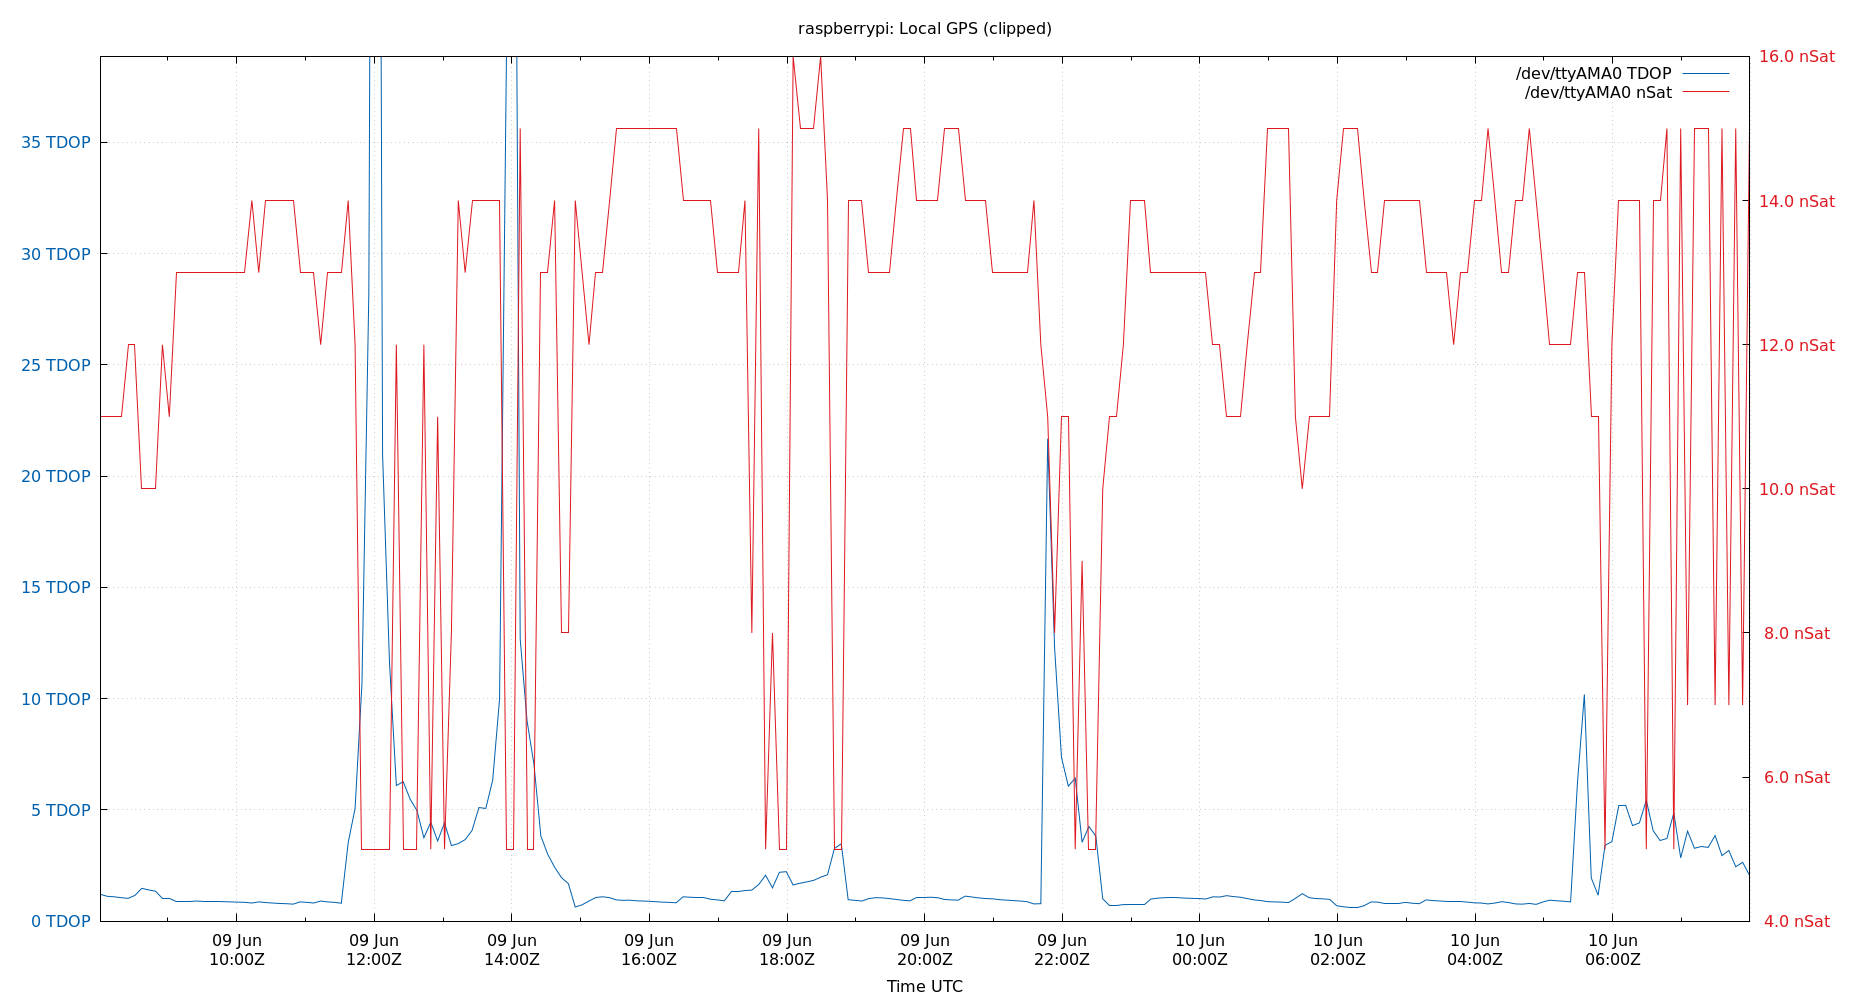 raspberrypi: Local GPS (clipped)
16.0 nSat
/dev/ttyAMA0 TDOP
/dev/ttyAMA0 nSat
35 TDOP
14.0 nSat
30 TDOP
12.0 nSat
25 TDOP
20 TDOP
10.0 nSat
15 TDOP
8.0 nSat
10 TDOP
6.0 nSat
5 TDOP
0 TDOP
4.0 nSat
09 Jun 09 Jun 09 Jun 09 Jun 09 Jun 09 Jun 09 Jun 10 Jun 10 Jun 10 Jun 10 Jun
10:00Z 12:00Z 14:00Z 16:00Z 18:00Z 20:00Z 22:00Z 00:00Z 02:00Z 04:00Z 06:00Z
Time UTC